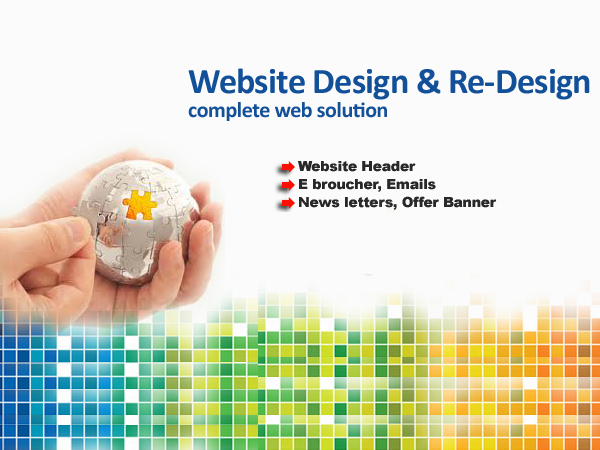 Website Design & Re-Design
complete web solution
Website Header
E broucher, Emails
News letters, Offer Banner